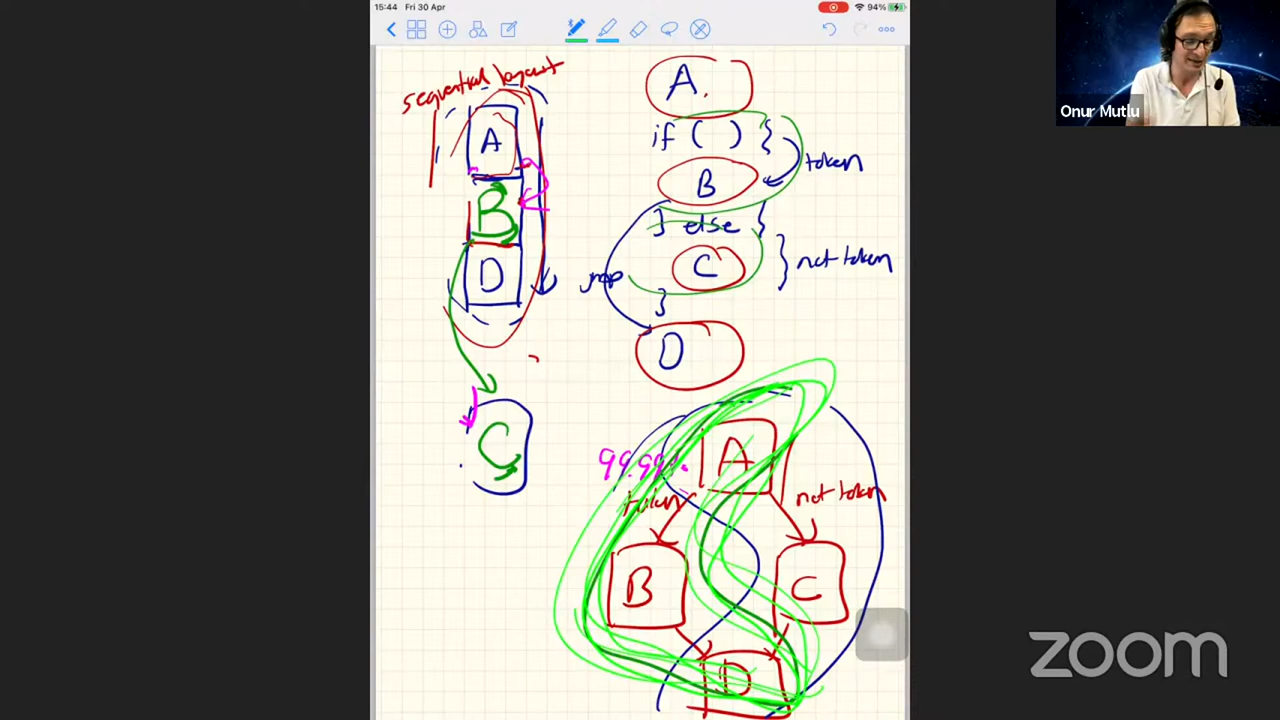 15:44 Fri 30 Apr
94%
Onur Mutlu
sequential layout
A
B
D
C
A.
if ( ) {
taken
B
} else {
C
not taken
jmp
}
D
99.99%
A
taken
not taken
B
C
D
zoom